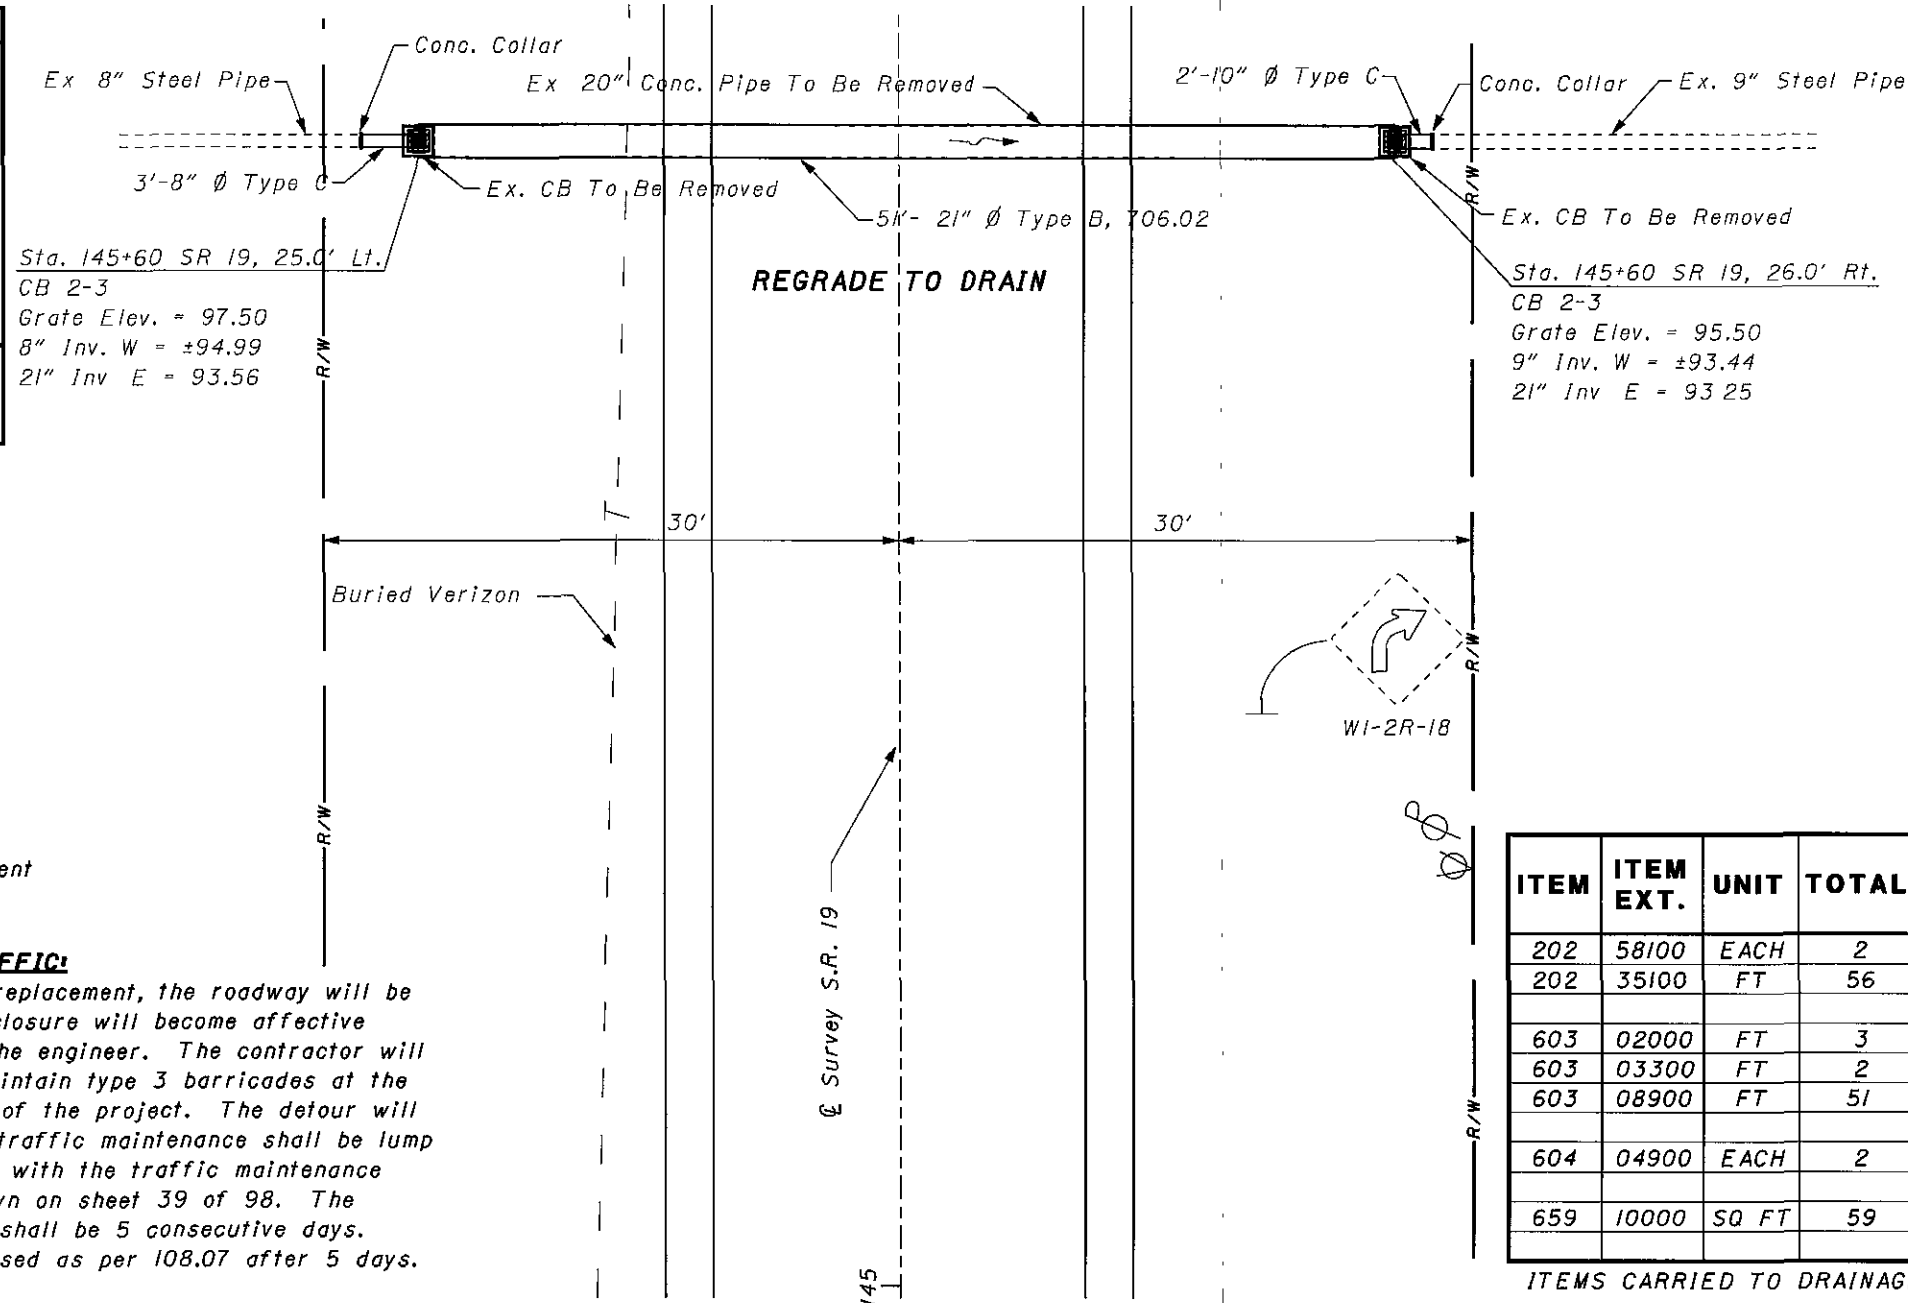 Conc. Collar
Ex 8" Steel Pipe
Ex 20" Conc. Pipe To Be Removed
2'-10" Ø Type C
Conc. Collar
Ex. 9" Steel Pipe
3'-8" Ø Type C
Ex. CB To Be Removed
51'- 21" Ø Type B, 706.02
Ex. CB To Be Removed
R/W
Sta. 145+60 SR 19, 25.0' Lt.
CB 2-3
Grate Elev. = 97.50
8" Inv. W = ±94.99
21" Inv E = 93.56
REGRADE TO DRAIN
Sta. 145+60 SR 19, 26.0' Rt.
CB 2-3
Grate Elev. = 95.50
9" Inv. W = ±93.44
21" Inv E = 93 25
R/W
T
30'
30'
Buried Verizon
R/W
W1-2R-18
R/W
℄ Survey S.R. 19
R/W
145
ent
EFFIC:
replacement, the roadway will be
closure will become affective
he engineer. The contractor will
intain type 3 barricades at the
of the project. The detour will
traffic maintenance shall be lump
with the traffic maintenance
wn on sheet 39 of 98. The
shall be 5 consecutive days.
sed as per 108.07 after 5 days.
ITEM ITEM EXT. UNIT TOTAL
202 58100 EACH 2
202 35100 FT 56
603 02000 FT 3
603 03300 FT 2
603 08900 FT 51
604 04900 EACH 2
659 10000 SQ FT 59
ITEMS CARRIED TO DRAINAG